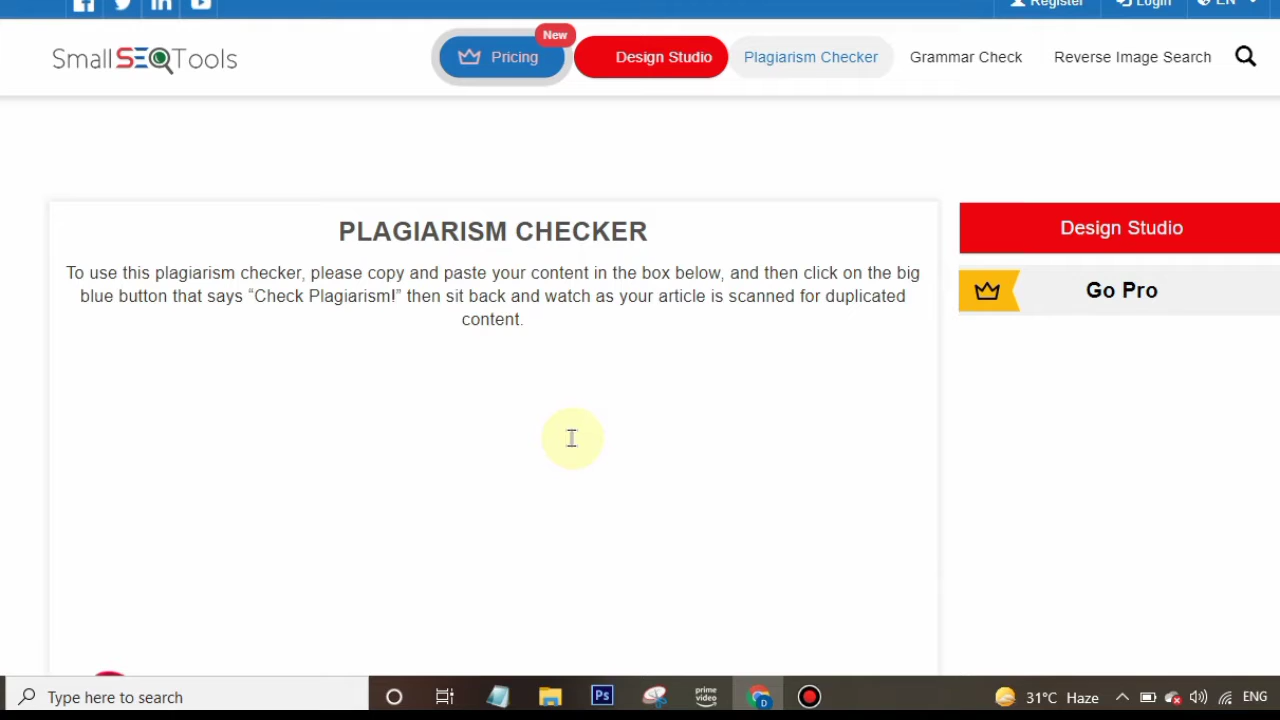 Register Login EN
New
SmallSEOTools Pricing Design Studio Plagiarism Checker Grammar Check Reverse Image Search
PLAGIARISM CHECKER
To use this plagiarism checker, please copy and paste your content in the box below, and then click on the big
blue button that says “Check Plagiarism!” then sit back and watch as your article is scanned for duplicated
content.
Design Studio
Go Pro
Type here to search Ps prime video D 31°C Haze ENG